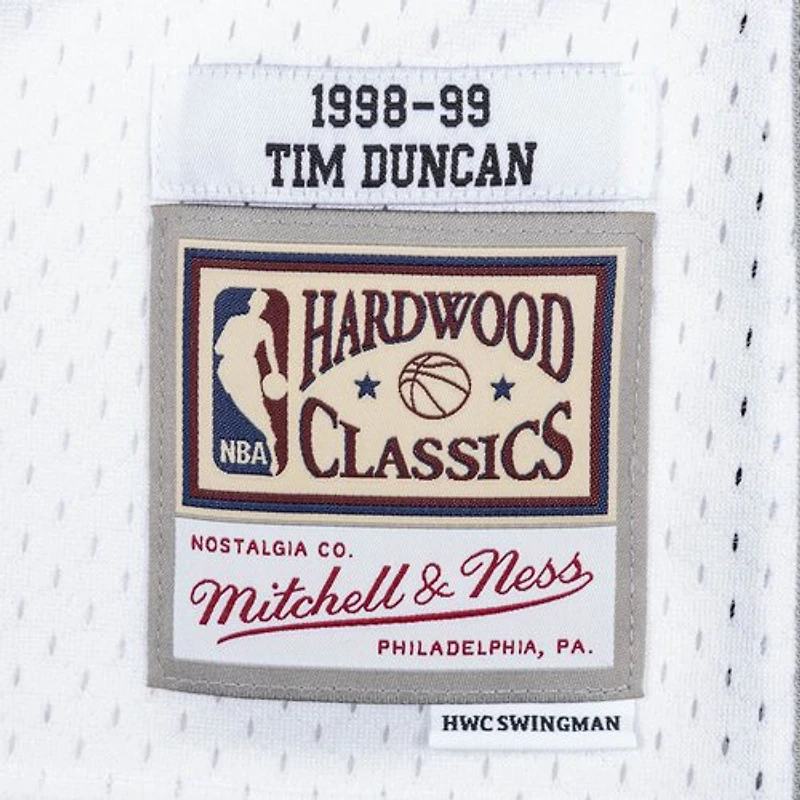 1998-99
TIM DUNCAN
HARDWOOD
CLASSICS
NBA
NOSTALGIA CO.
Mitchell & Ness
PHILADELPHIA, PA.
HWC SWINGMAN